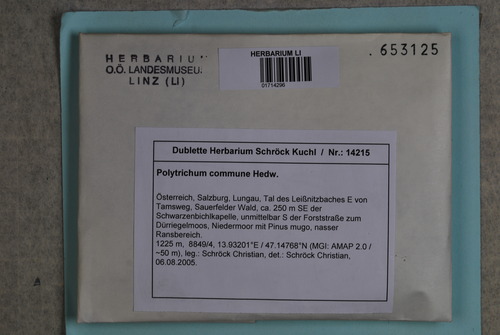 HERBARIUM
O.Ö. LANDESMUSEUM
LINZ (LI)
HERBARIUM LI
01714296
.653125
Dublette Herbarium Schröck Kuchl / Nr.: 14215
Polytrichum commune Hedw.
Österreich, Salzburg, Lungau, Tal des Leißnitzbaches E von
Tamsweg, Sauerfelder Wald, ca. 250 m SE der
Schwarzenbichlkapelle, unmittelbar S der Forststraße zum
Dürriegelmoos, Niedermoor mit Pinus mugo, nasser
Ransbereich.
1225 m, 8849/4, 13.93201°E / 47.14768°N (MGI: AMAP 2.0 /
~50 m), leg.: Schröck Christian, det.: Schröck Christian,
06.08.2005.